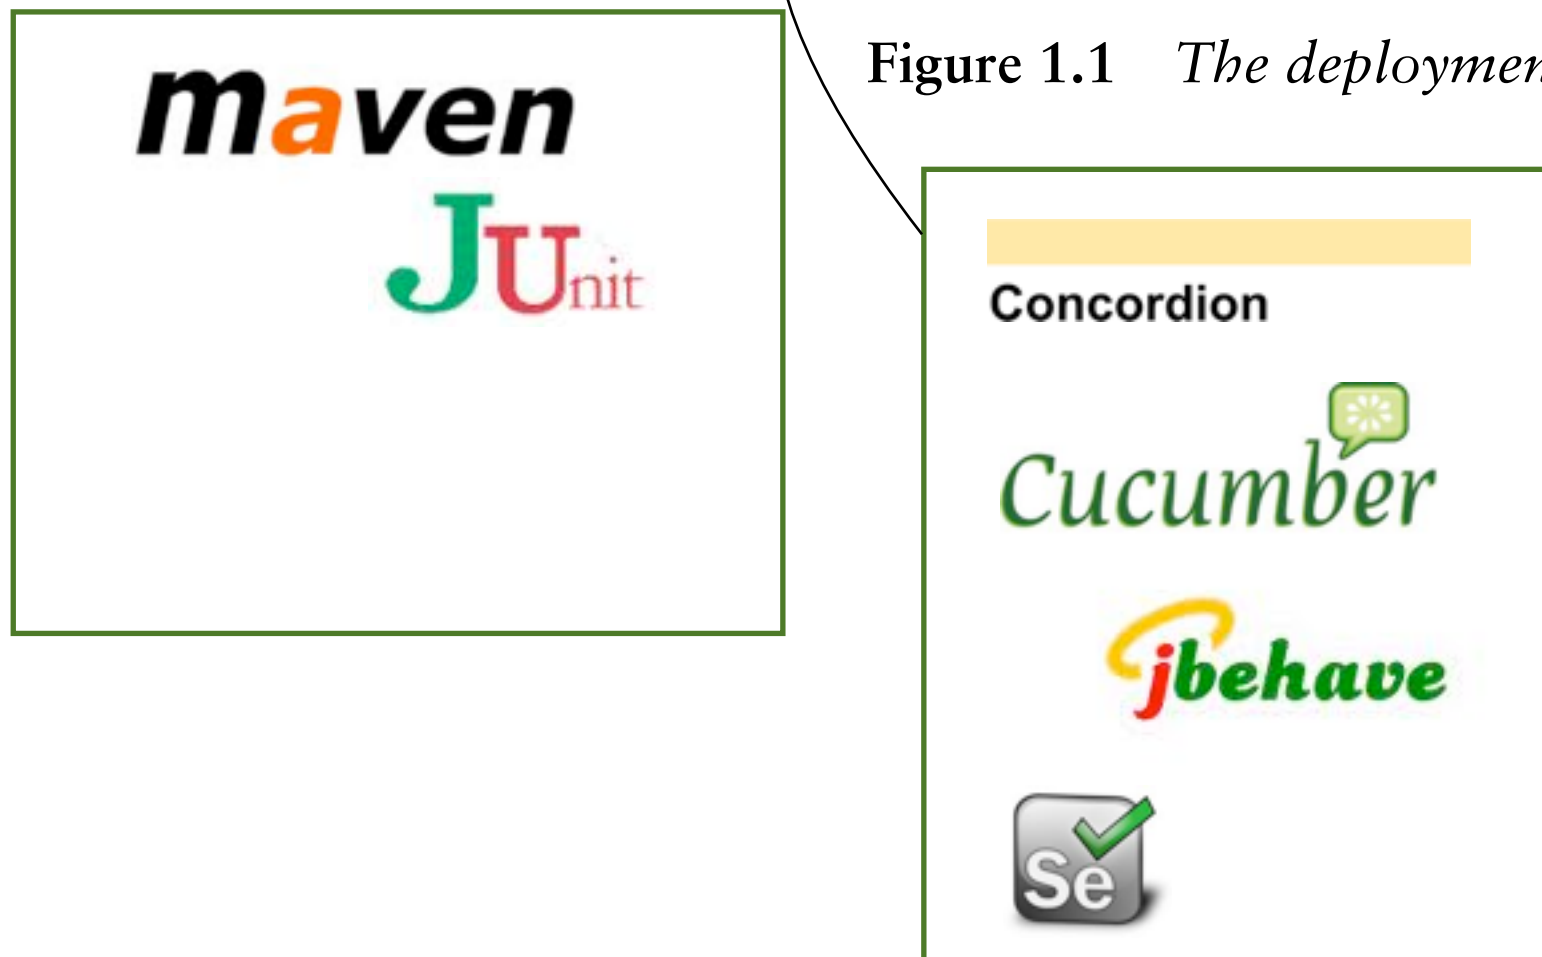 maven
JUnit
Figure 1.1 The deploymen
Concordion
Cucumber
jbehave
Se